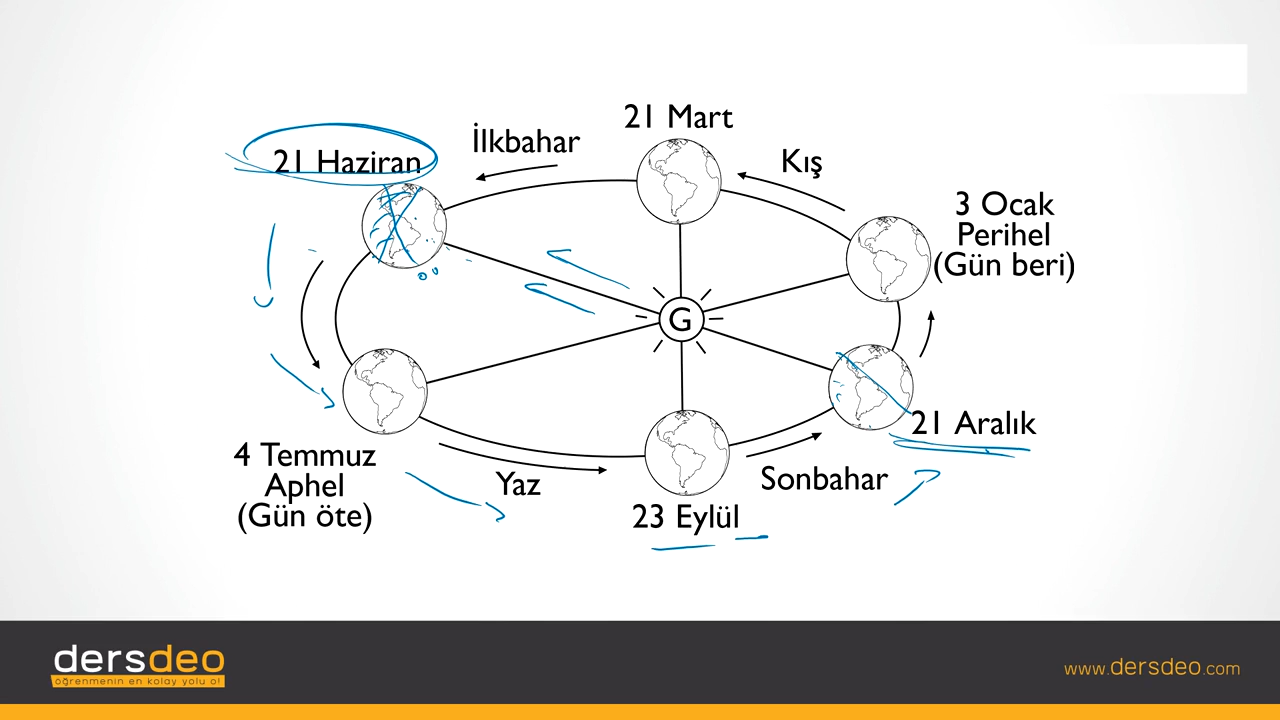 21 Mart
İlkbahar
Kış
21 Haziran
3 Ocak
Perihel
(Gün beri)
G
21 Aralık
4 Temmuz
Aphel
(Gün öte)
Yaz
Sonbahar
23 Eylül
dersdeo
öğrenmenin en kolay yolu o!
www.dersdeo.com